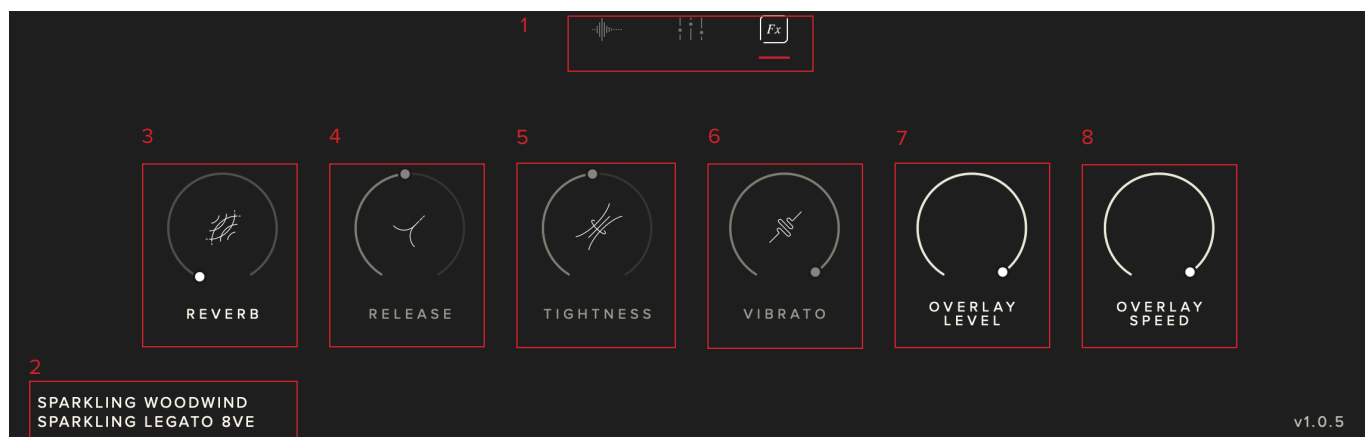 1
Fx
3
4
5
6
7
8
REVERB
RELEASE
TIGHTNESS
VIBRATO
OVERLAY
LEVEL
OVERLAY
SPEED
2
SPARKLING WOODWIND
SPARKLING LEGATO 8VE
v1.0.5